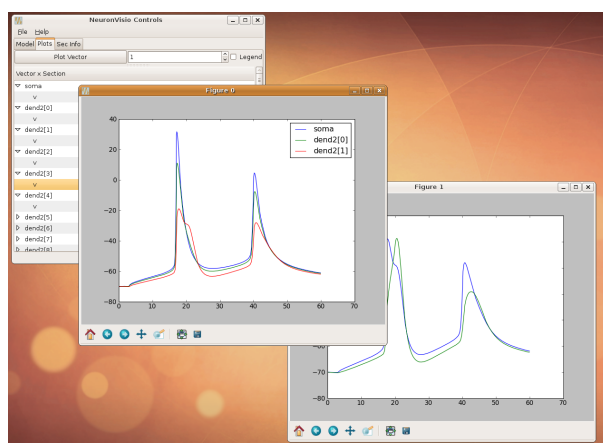 NeuronVisio Controls
File Help
Model Plots Sec Info
Plot Vector 1 Legend
Vector x Section
soma
v
dend2[0]
v
dend2[1]
v
dend2[2]
v
dend2[3]
v
dend2[4]
v
dend2[5]
dend2[6]
dend2[7]
dend2[8]
Figure 0
40
20
0
−20
−40
−60
−80
0 10 20 30 40 50 60 70
soma
dend2[0]
dend2[1]
Figure 1
−70
−80
0 10 20 30 40 50 60 70